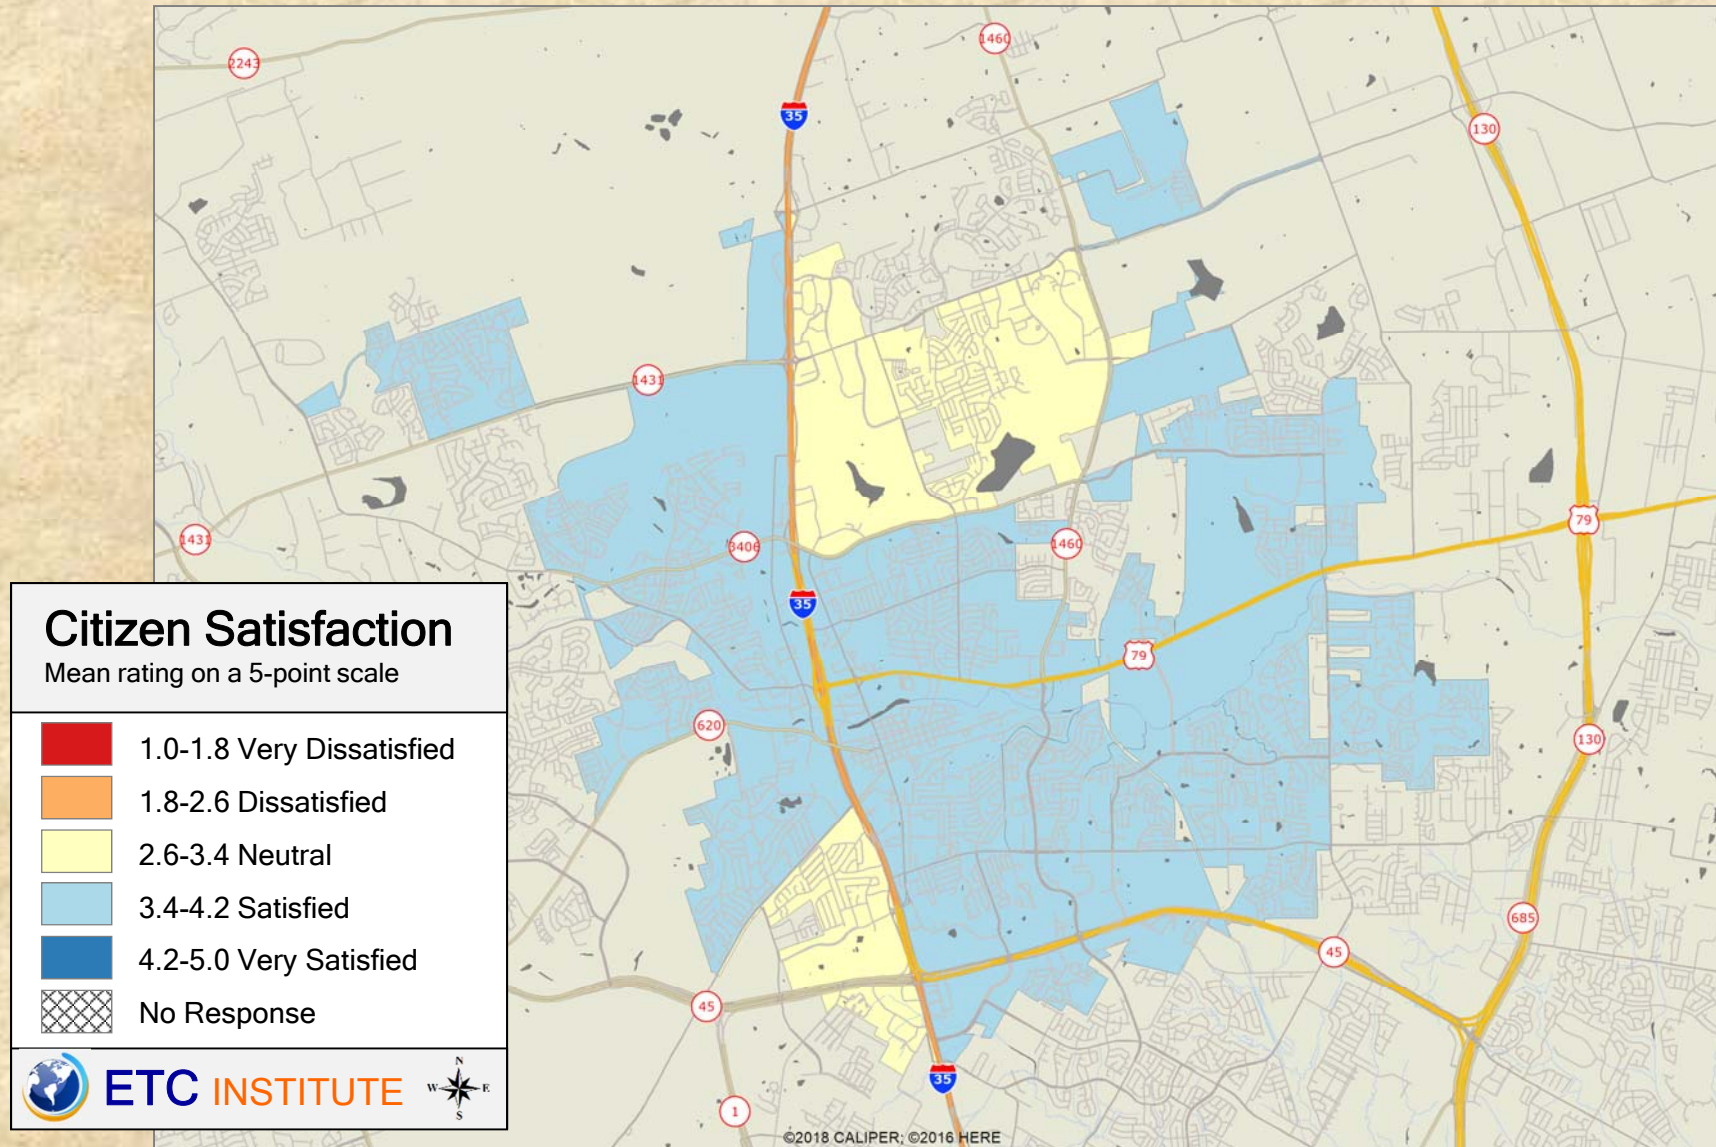 2243
1460
35
130
1431
1431
3406
1460
79
35
79
620
130
685
45
45
35
1
Citizen Satisfaction
Mean rating on a 5-point scale
1.0-1.8 Very Dissatisfied
1.8-2.6 Dissatisfied
2.6-3.4 Neutral
3.4-4.2 Satisfied
4.2-5.0 Very Satisfied
No Response
ETC INSTITUTE
N
W E
S
©2018 CALIPER; ©2016 HERE